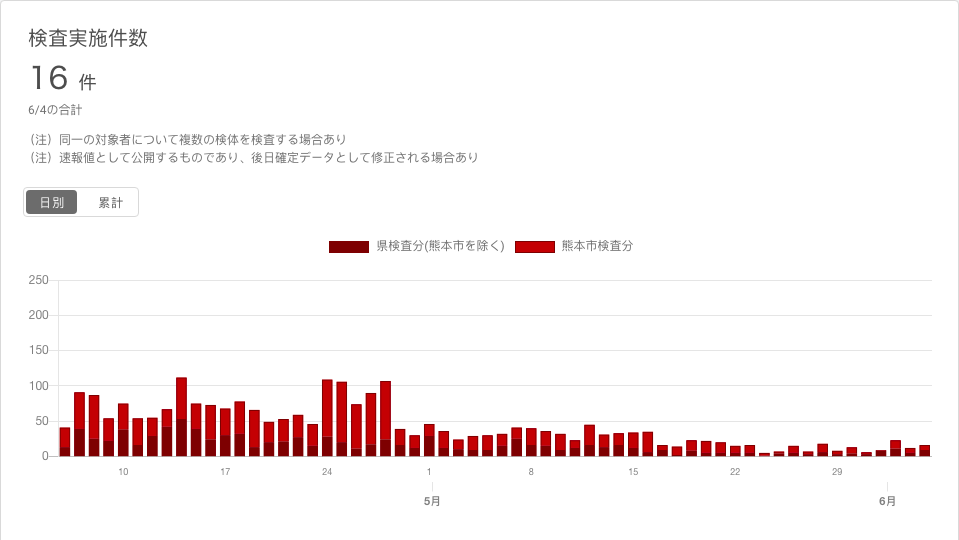 検査実施件数
16 件
6/4の合計
（注）同一の対象者について複数の検体を検査する場合あり
（注）速報値として公開するものであり、後日確定データとして修正される場合あり
日別 累計
県検査分(熊本市を除く) 熊本市検査分
250
200
150
100
50
0
10 17 24 1 8 15 22 29
5月 6月